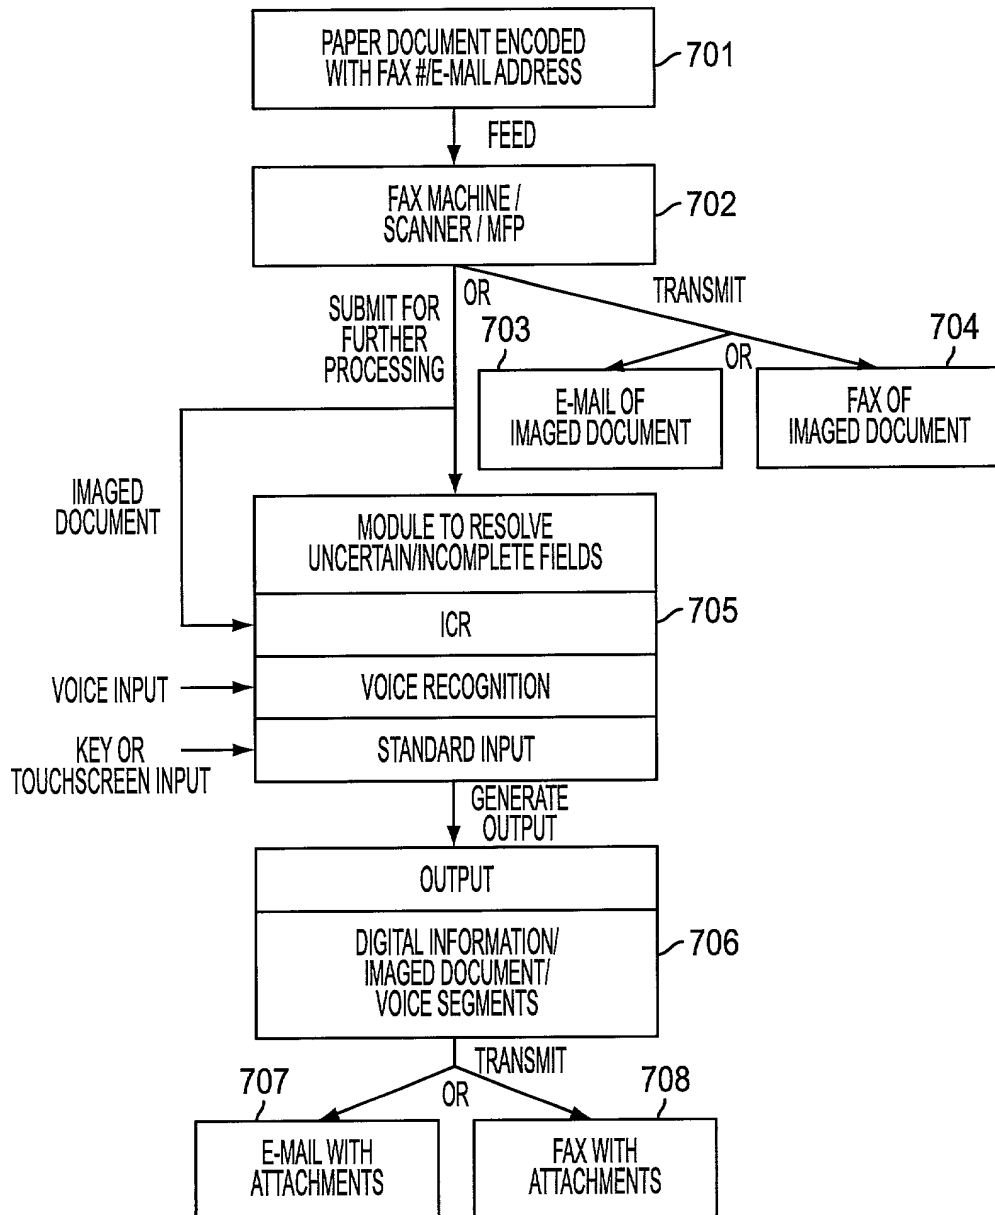 PAPER DOCUMENT ENCODED
WITH FAX #/E-MAIL ADDRESS
701
FEED
FAX MACHINE /
SCANNER / MFP
702
OR
TRANSMIT
SUBMIT FOR
FURTHER
PROCESSING
703
OR
704
E-MAIL OF
IMAGED DOCUMENT
FAX OF
IMAGED DOCUMENT
IMAGED
DOCUMENT
MODULE TO RESOLVE
UNCERTAIN/INCOMPLETE FIELDS
ICR
705
VOICE INPUT
VOICE RECOGNITION
KEY OR
TOUCHSCREEN INPUT
STANDARD INPUT
GENERATE
OUTPUT
OUTPUT
DIGITAL INFORMATION/
IMAGED DOCUMENT/
VOICE SEGMENTS
706
TRANSMIT
OR
707
708
E-MAIL WITH
ATTACHMENTS
FAX WITH
ATTACHMENTS